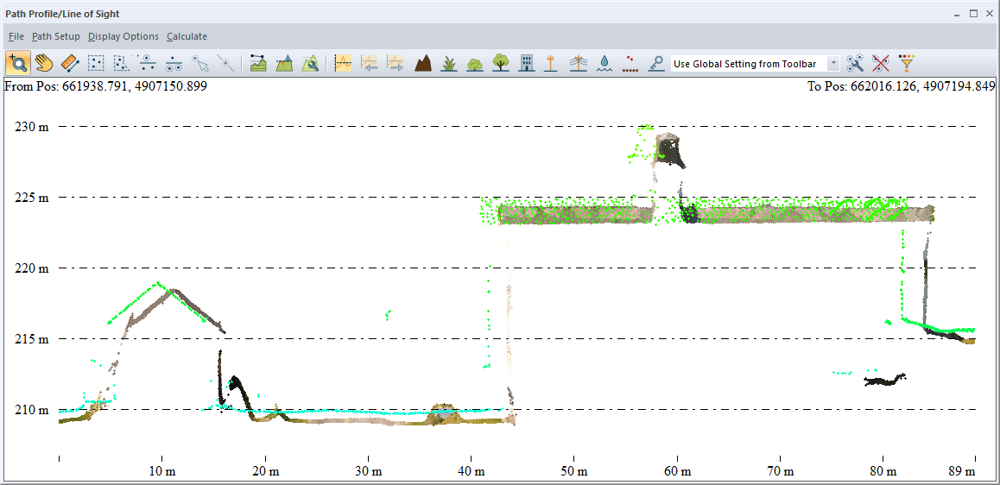 Path Profile/Line of Sight
File Path Setup Display Options Calculate
Use Global Setting from Toolbar
From Pos: 661938.791, 4907150.899 To Pos: 662016.126, 4907194.849
230 m
225 m
220 m
215 m
210 m
10 m 20 m 30 m 40 m 50 m 60 m 70 m 80 m 89 m